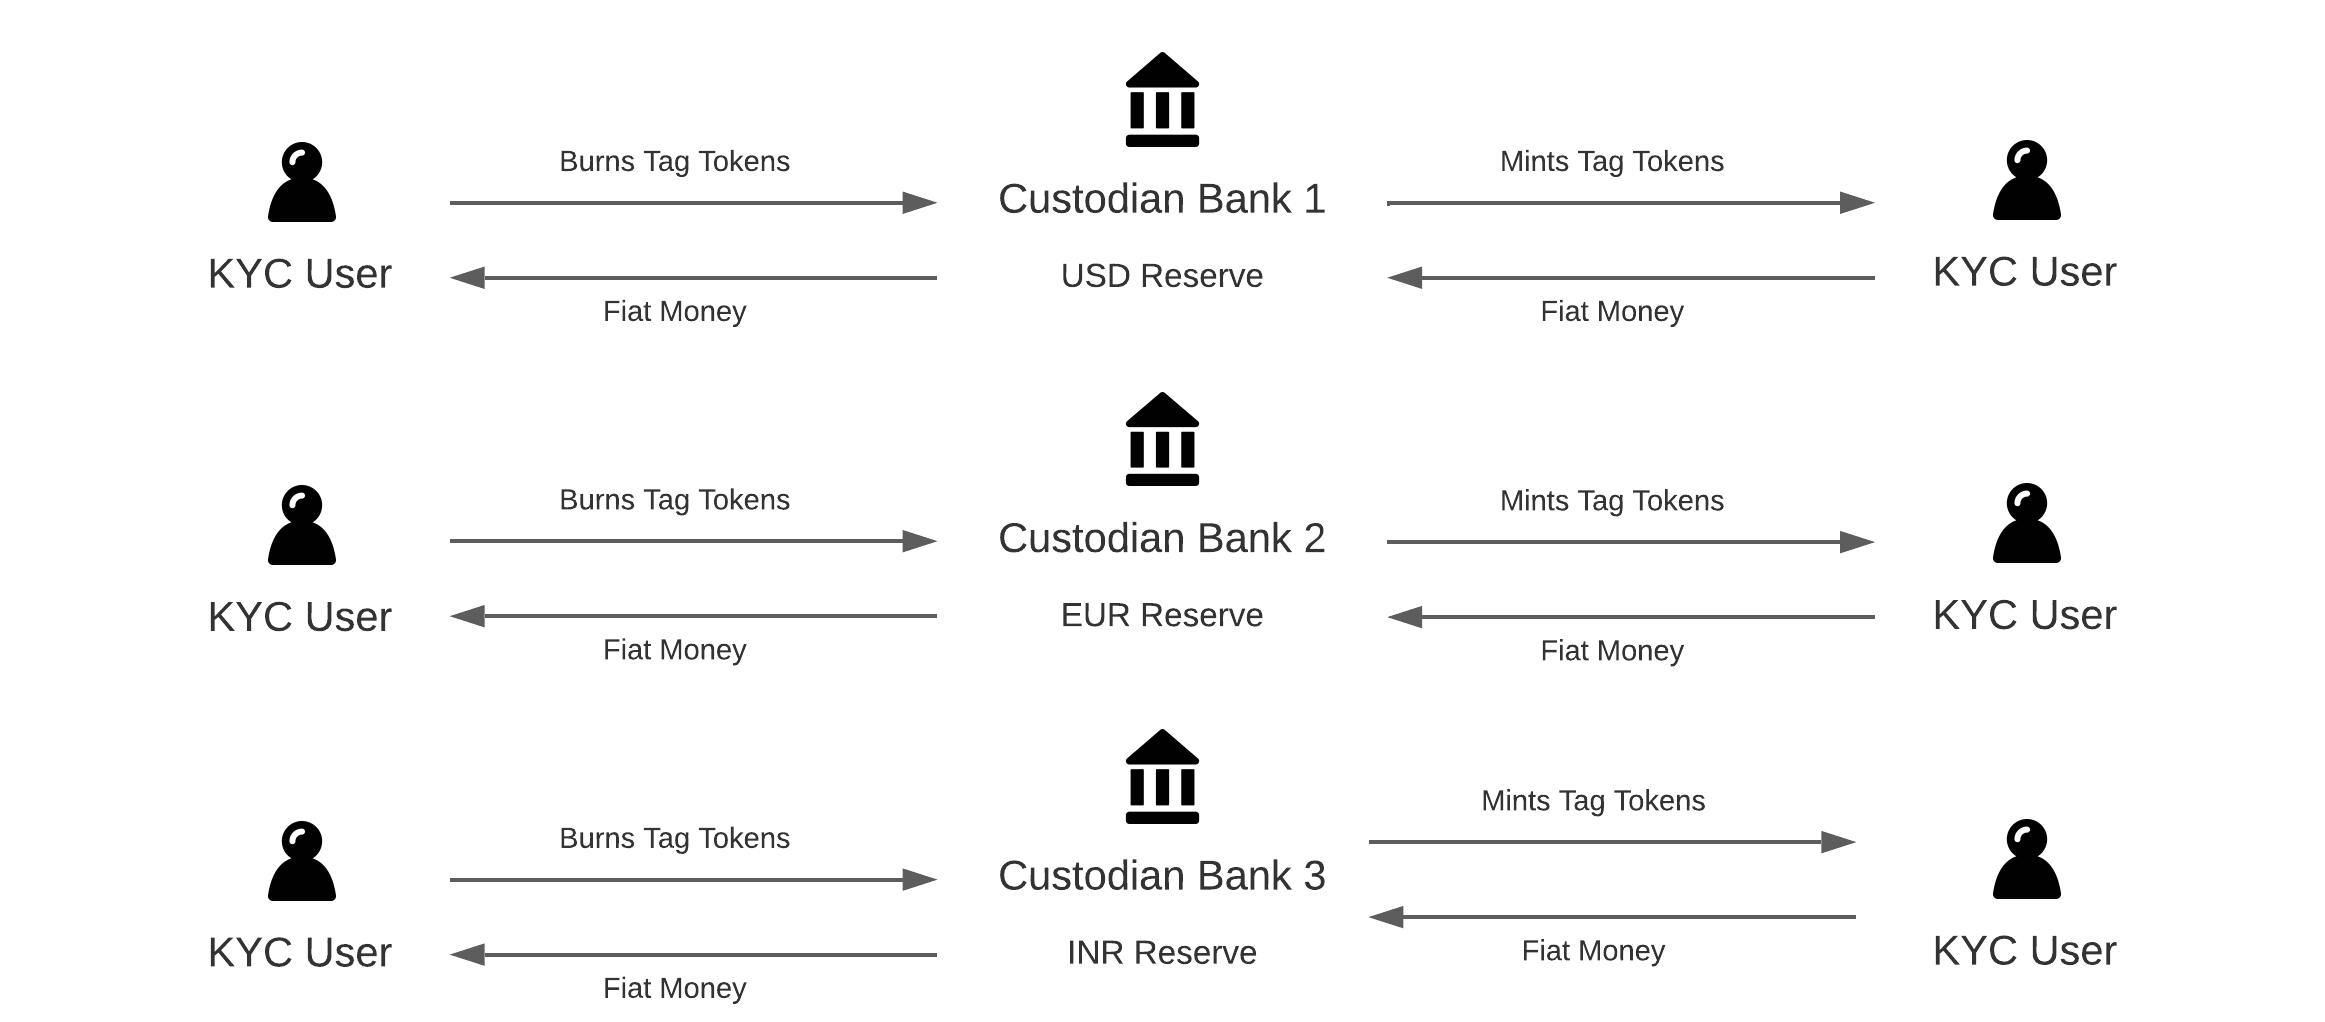 Burns Tag Tokens
Mints Tag Tokens
Custodian Bank 1
KYC User
USD Reserve
KYC User
Fiat Money
Fiat Money
Burns Tag Tokens
Mints Tag Tokens
Custodian Bank 2
KYC User
EUR Reserve
KYC User
Fiat Money
Fiat Money
Mints Tag Tokens
Burns Tag Tokens
Custodian Bank 3
KYC User
INR Reserve
Fiat Money
KYC User
Fiat Money